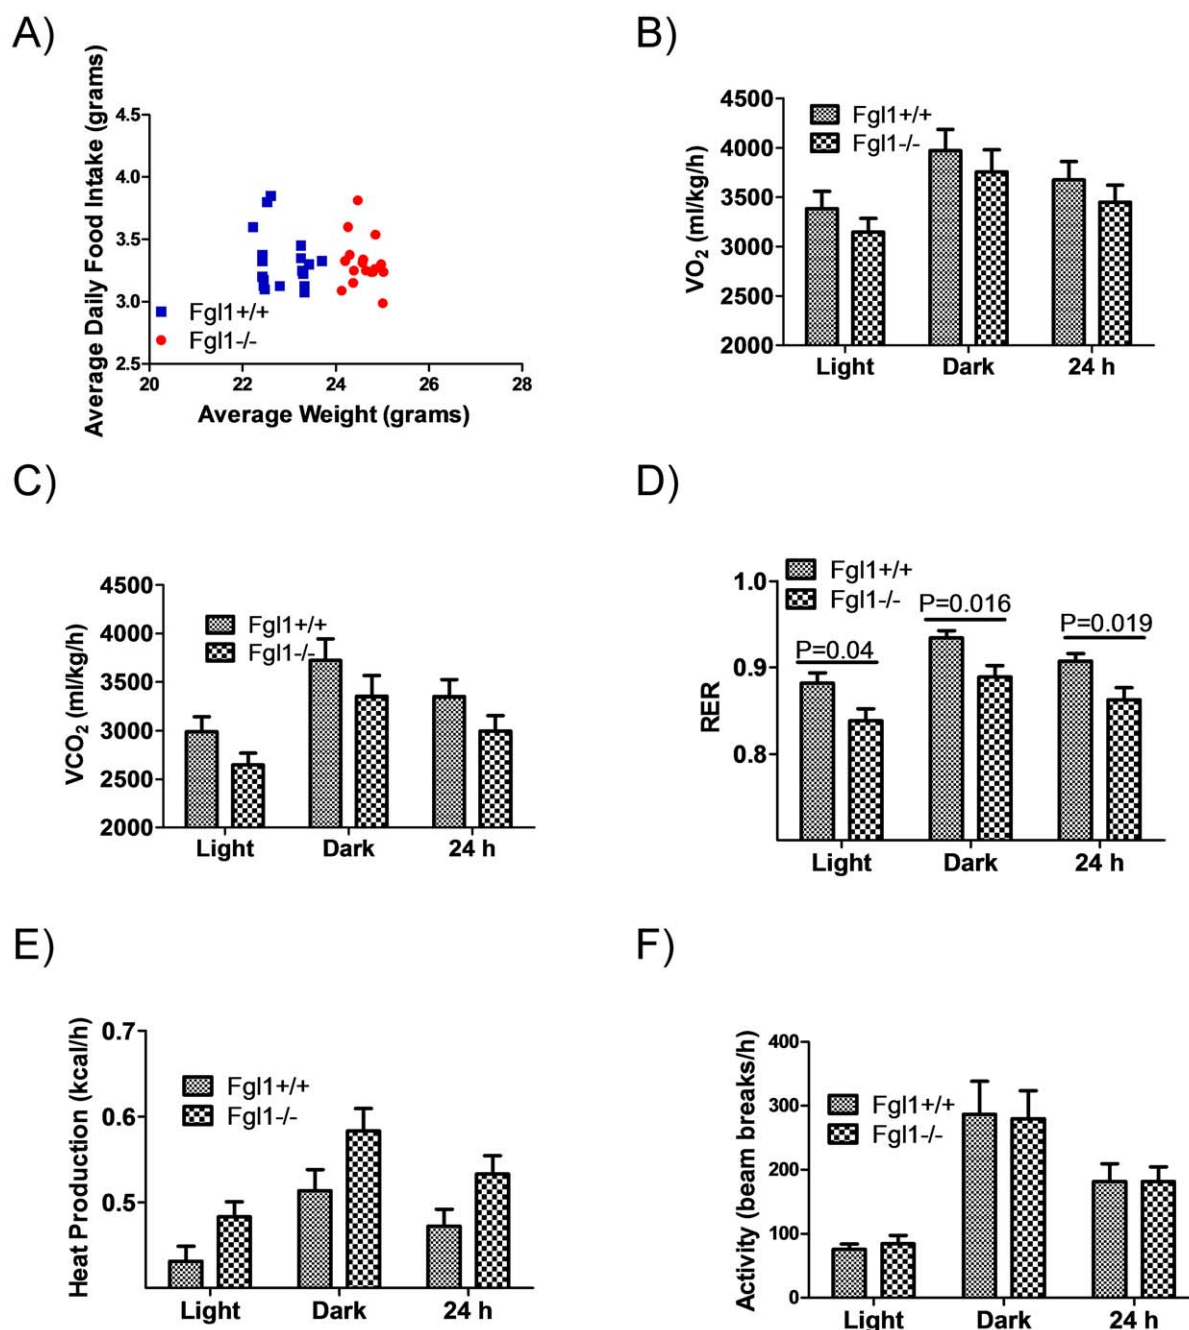 A)
Average Daily Food Intake (grams)
4.5
4.0
3.5
3.0
2.5
Fgl1+/+
Fgl1-/-
20 22 24 26 28
Average Weight (grams)
B)
VO2 (ml/kg/h)
4500
4000
3500
3000
2500
2000
Fgl1+/+
Fgl1-/-
Light Dark 24 h
C)
VCO2 (ml/kg/h)
4500
4000
3500
3000
2500
2000
Fgl1+/+
Fgl1-/-
Light Dark 24 h
D)
RER
1.0
0.9
0.8
Fgl1+/+
Fgl1-/-
P=0.04
P=0.016
P=0.019
Light Dark 24 h
E)
Heat Production (kcal/h)
0.7
0.6
0.5
Fgl1+/+
Fgl1-/-
Light Dark 24 h
F)
Activity (beam breaks/h)
400
300
200
100
0
Fgl1+/+
Fgl1-/-
Light Dark 24 h